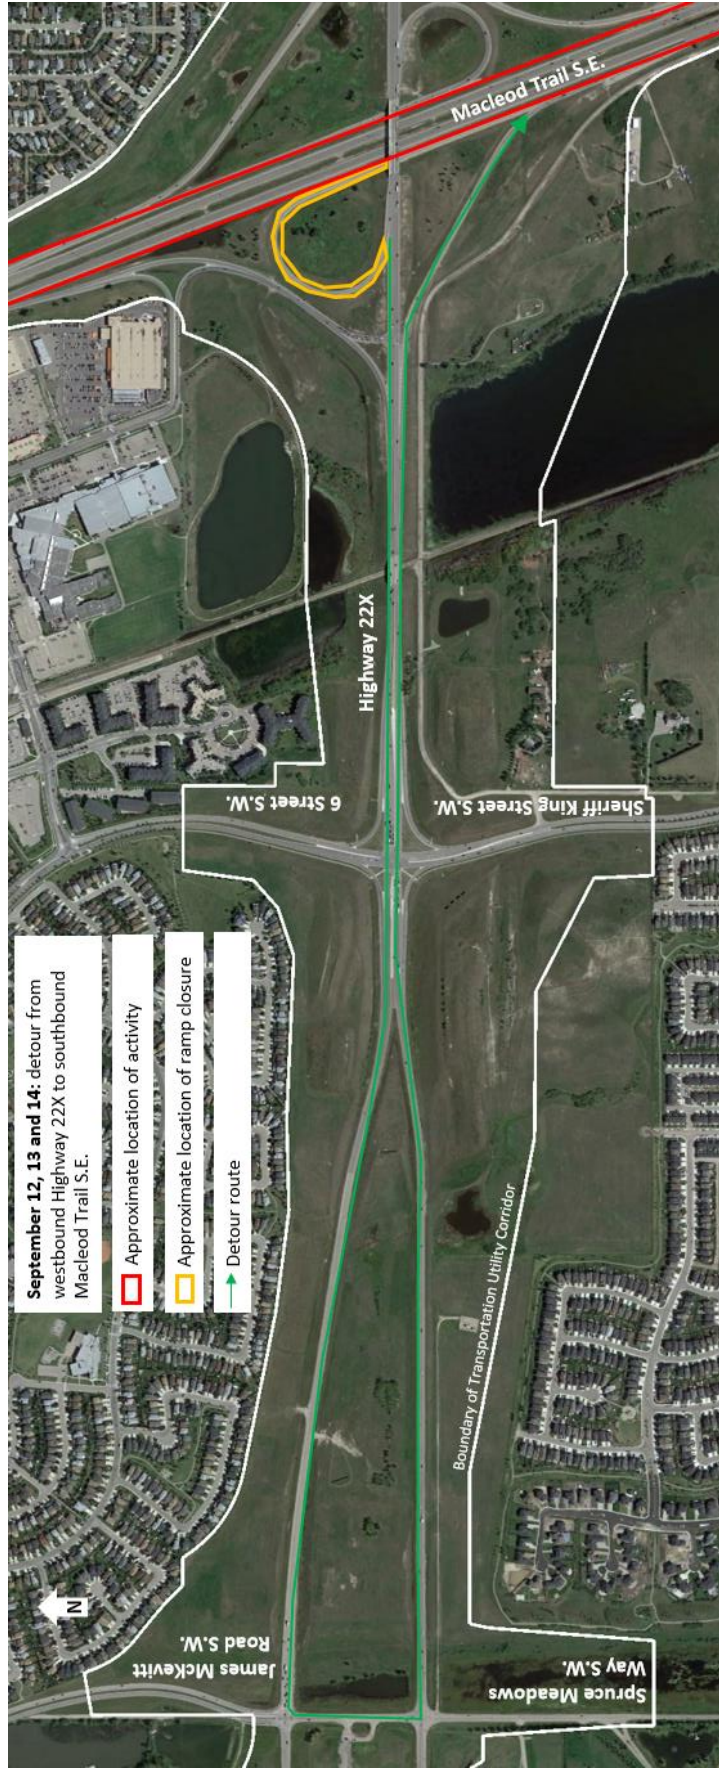 September 12, 13 and 14: detour from
westbound Highway 22X to southbound
Macleod Trail S.E.
Approximate location of activity
Approximate location of ramp closure
Detour route
N
James McKevitt
Road S.W.
Spruce Meadows
Way S.W.
Boundary of Transportation Utility Corridor
6 Street S.W.
Sheriff King Street S.W.
Highway 22X
Macleod Trail S.E.